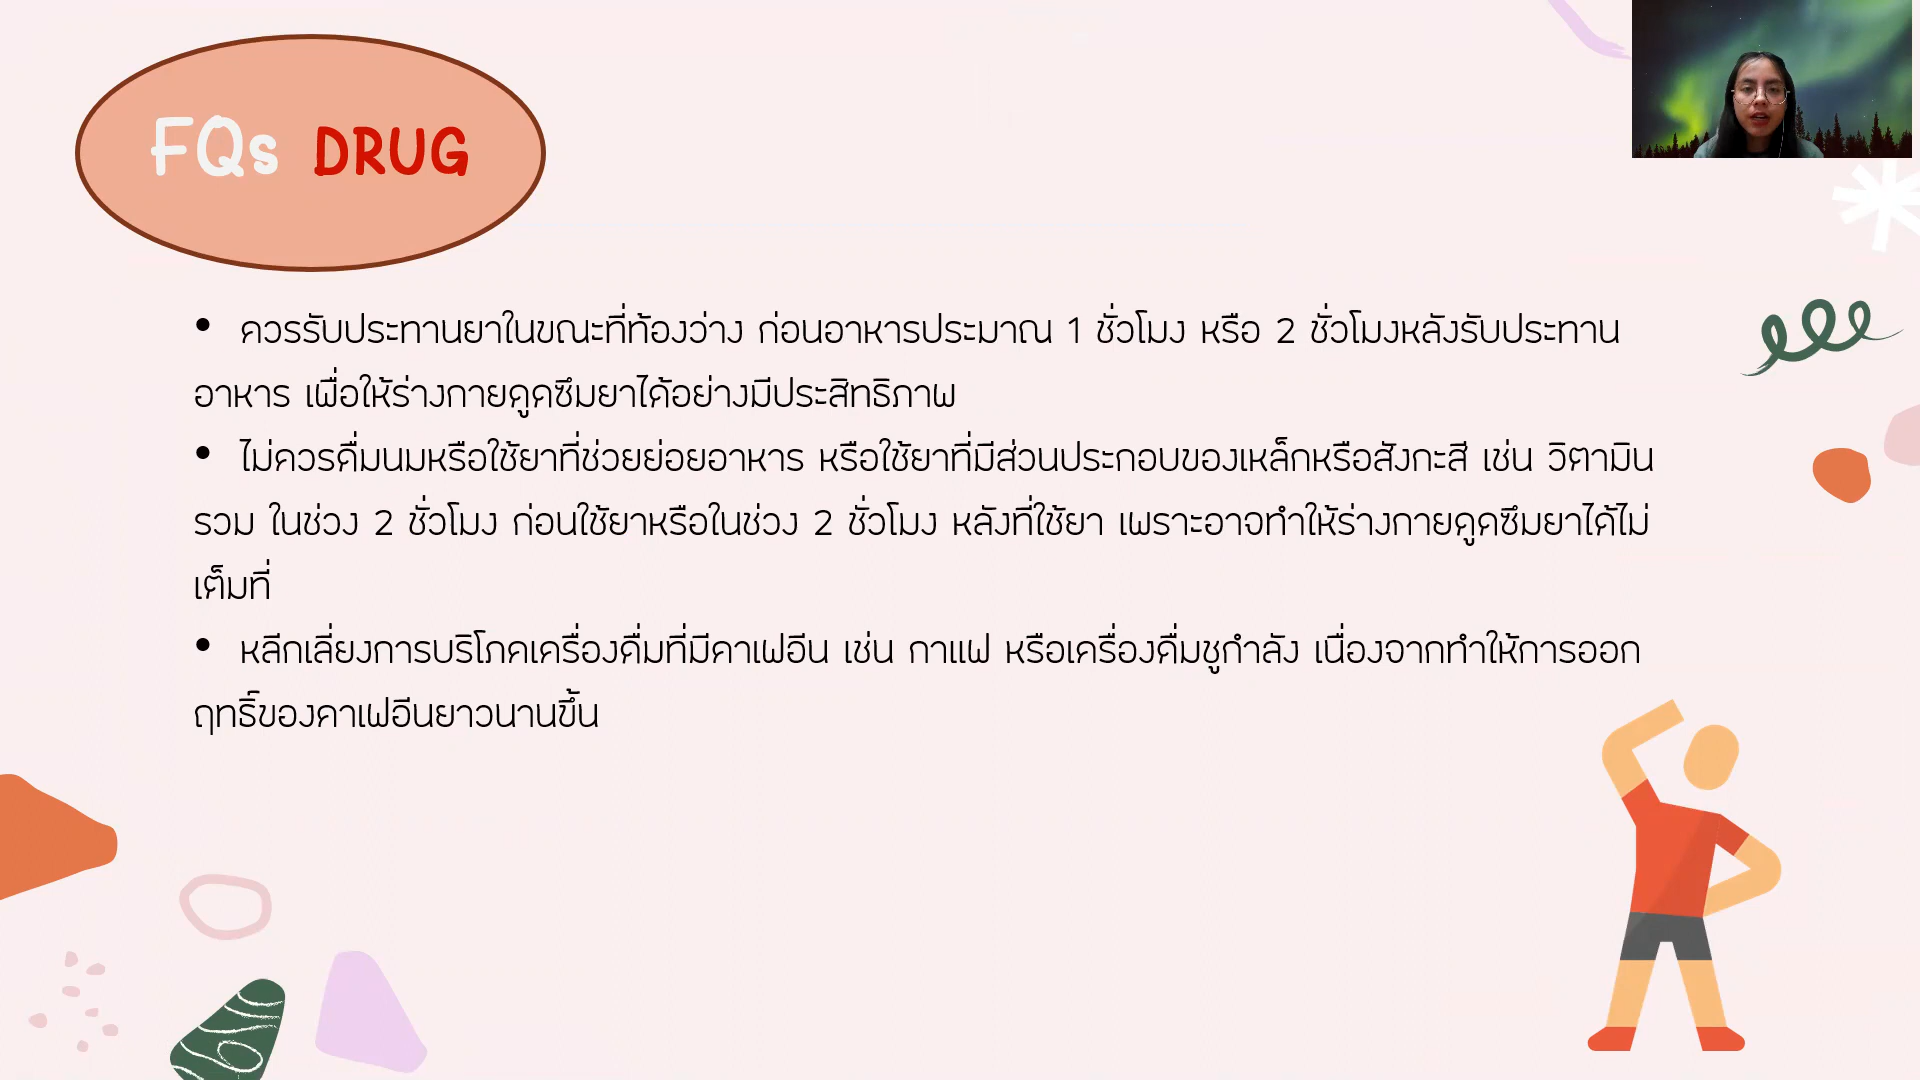 FQs DRUG
• ควรรับประทานยาในขณะที่ท้องว่าง ก่อนอาหารประมาณ 1 ชั่วโมง หรือ 2 ชั่วโมงหลังรับประทาน
อาหาร เพื่อให้ร่างกายดูดซึมยาได้อย่างมีประสิทธิภาพ
• ไม่ควรดื่มนมหรือใช้ยาที่ช่วยย่อยอาหาร หรือใช้ยาที่มีส่วนประกอบของเหล็กหรือสังกะสี เช่น วิตามิน
รวม ในช่วง 2 ชั่วโมง ก่อนใช้ยาหรือในช่วง 2 ชั่วโมง หลังที่ใช้ยา เพราะอาจทำให้ร่างกายดูดซึมยาได้ไม่
เต็มที่
• หลีกเลี่ยงการบริโภคเครื่องดื่มที่มีคาเฟอีน เช่น กาแฟ หรือเครื่องดื่มชูกำลัง เนื่องจากทำให้การออก
ฤทธิ์ของคาเฟอีนยาวนานขึ้น